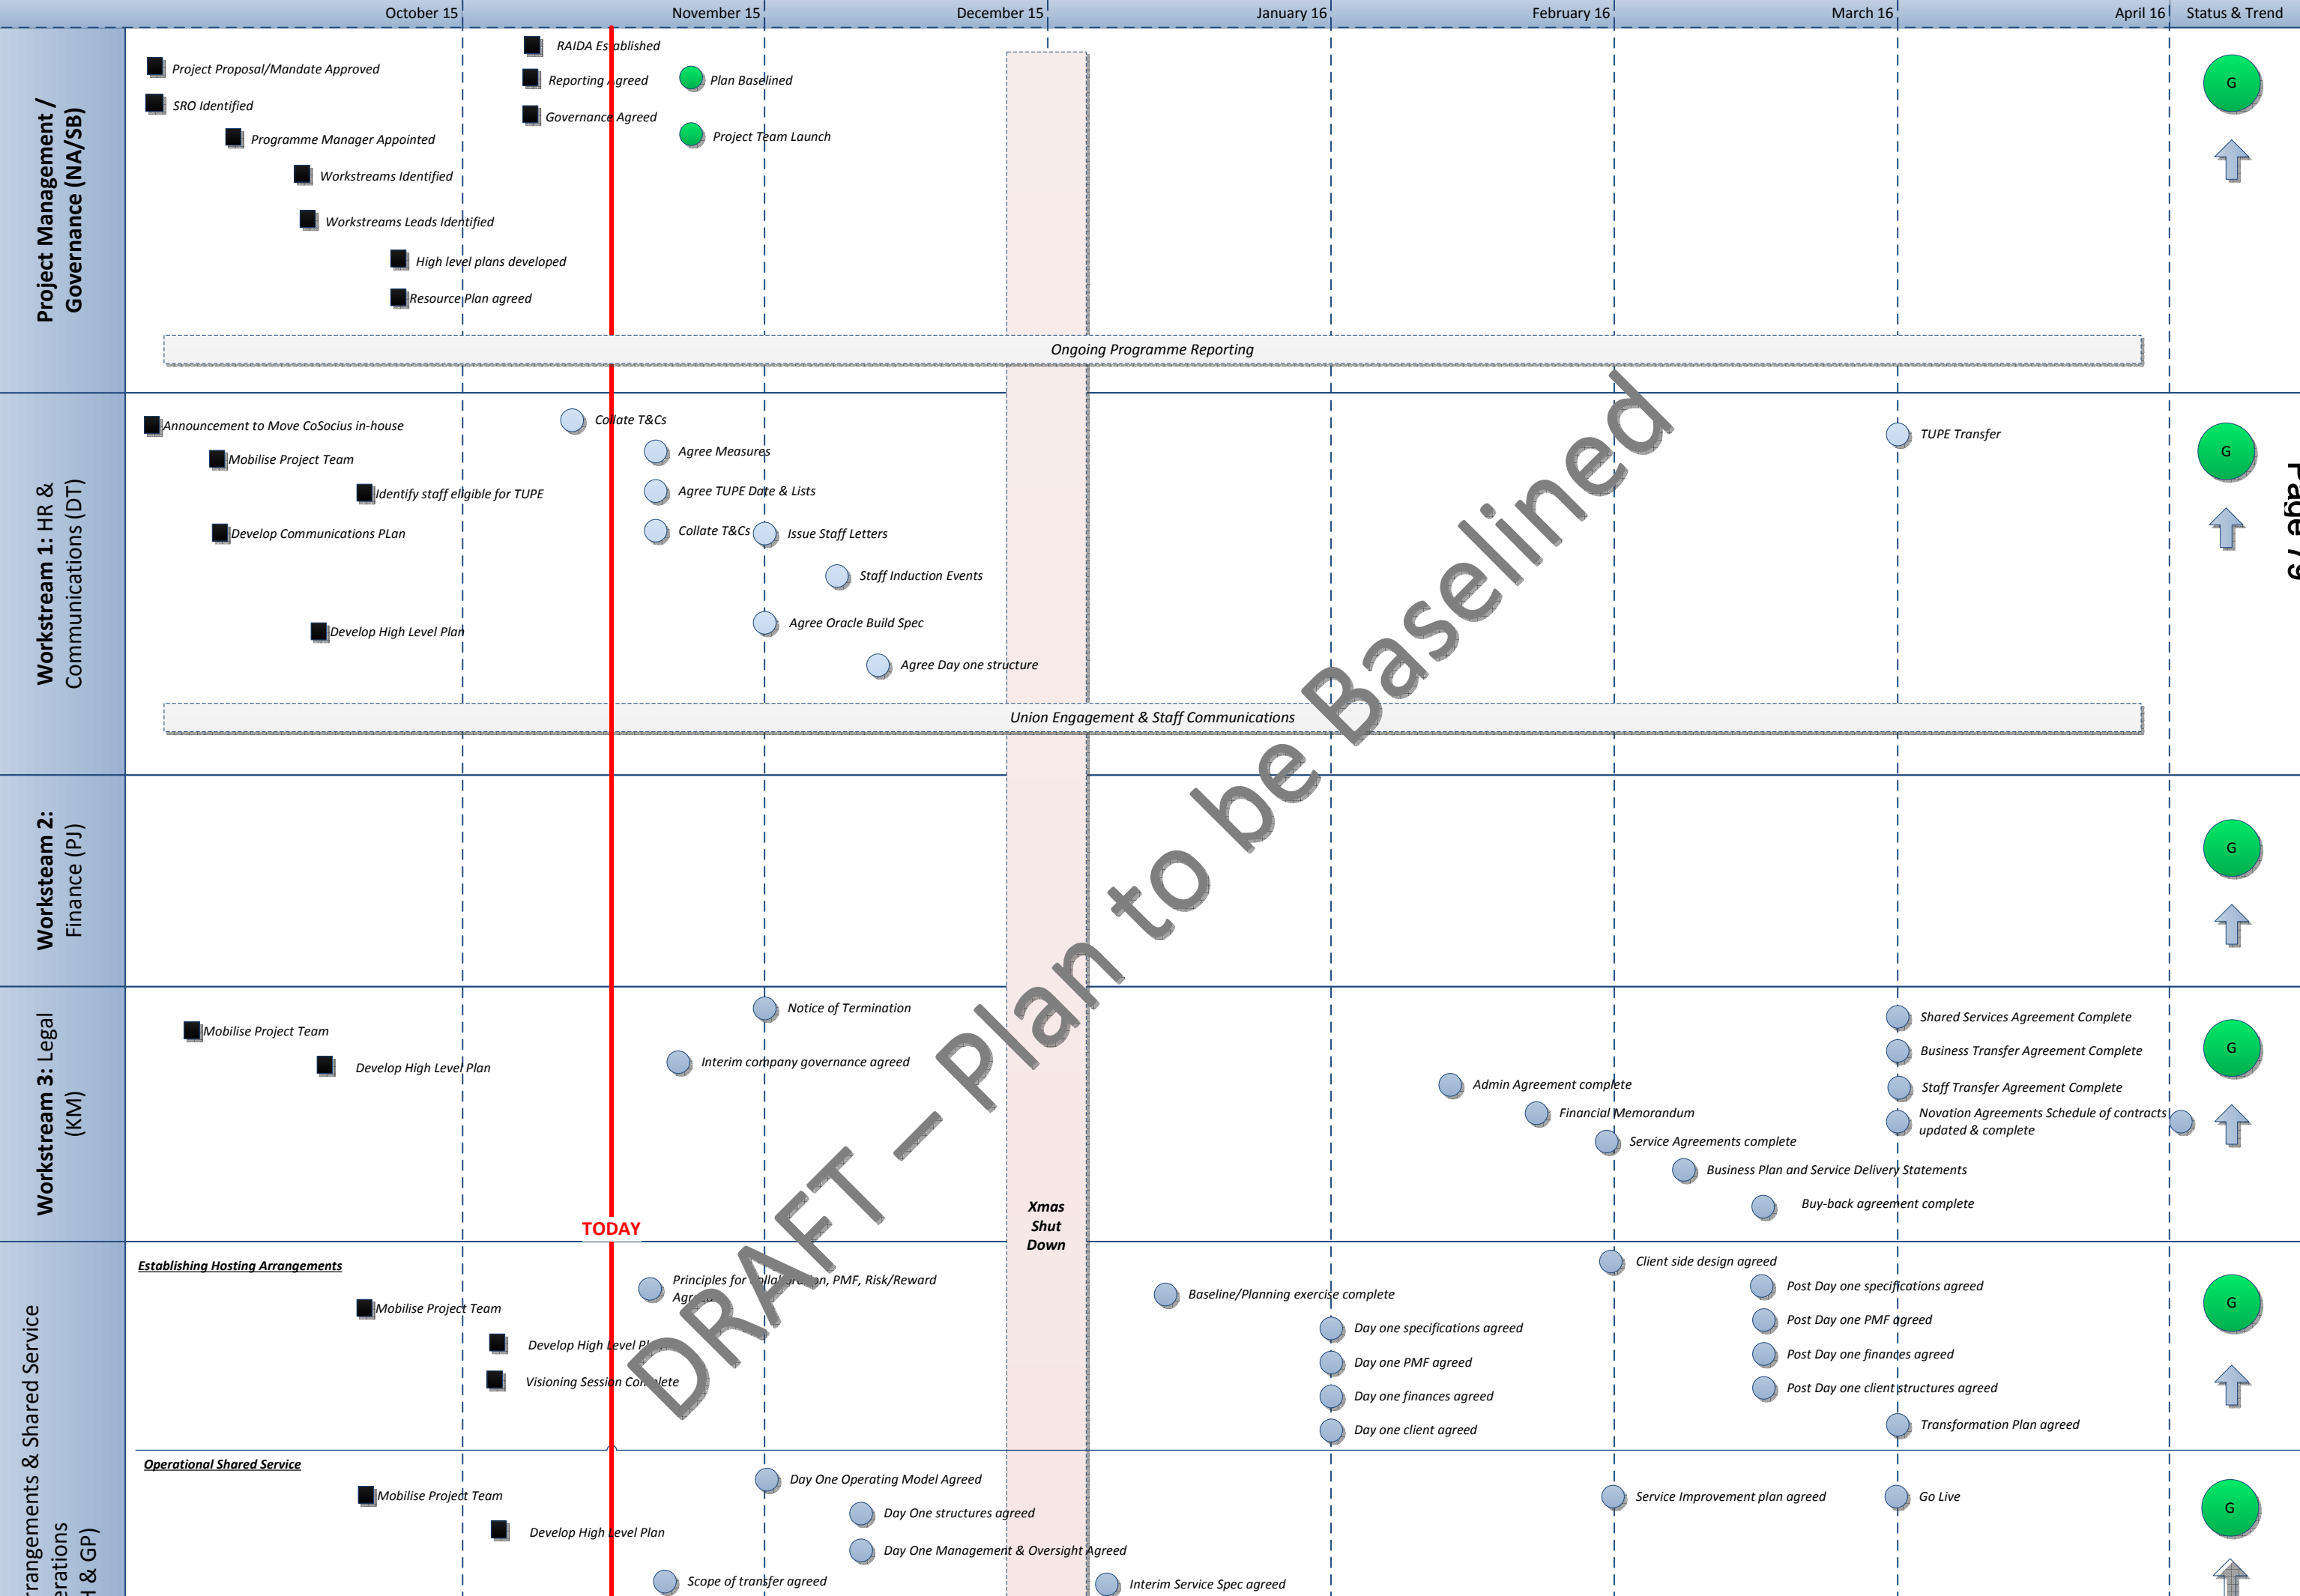 October 15 November 15 December 15 January 16 February 16 March 16 April 16 Status & Trend
Project Management /
Governance (NA/SB)
RAIDA Established
Project Proposal/Mandate Approved
Reporting Agreed
Plan Baselined
SRO Identified
Governance Agreed
Programme Manager Appointed
Project Team Launch
Workstreams Identified
Workstreams Leads Identified
High level plans developed
Resource Plan agreed
Ongoing Programme Reporting
G
Workstream 1: HR &
Communications (DT)
Announcement to Move CoSocius in-house
Collate T&Cs
TUPE Transfer
Mobilise Project Team
Agree Measures
Identify staff eligible for TUPE
Agree TUPE Date & Lists
Develop Communications PLan
Collate T&Cs
Issue Staff Letters
Staff Induction Events
Develop High Level Plan
Agree Oracle Build Spec
Agree Day one structure
Union Engagement & Staff Communications
G
Worksteam 2:
Finance (PJ)
G
Workstream 3: Legal
(KM)
Notice of Termination
Mobilise Project Team
Interim company governance agreed
Develop High Level Plan
Shared Services Agreement Complete
Business Transfer Agreement Complete
Admin Agreement complete
Staff Transfer Agreement Complete
Financial Memorandum
Novation Agreements Schedule of contracts
updated & complete
Service Agreements complete
Business Plan and Service Delivery Statements
Buy-back agreement complete
G
TODAY
Xmas
Shut
Down
DRAFT – Plan to be Baselined
rrangements & Shared Service
erations
& GP)
Establishing Hosting Arrangements
Principles for Collaboration, PMF, Risk/Reward
Mobilise Project Team
Develop High Level
Visioning Session Complete
Baseline/Planning exercise complete
Day one specifications agreed
Day one PMF agreed
Day one finances agreed
Day one client agreed
Client side design agreed
Post Day one specifications agreed
Post Day one PMF agreed
Post Day one finances agreed
Post Day one client structures agreed
Transformation Plan agreed
G
Operational Shared Service
Mobilise Project Team
Develop High Level Plan
Day One Operating Model Agreed
Day One structures agreed
Day One Management & Oversight Agreed
Scope of transfer agreed
Interim Service Spec agreed
Service Improvement plan agreed
Go Live
G